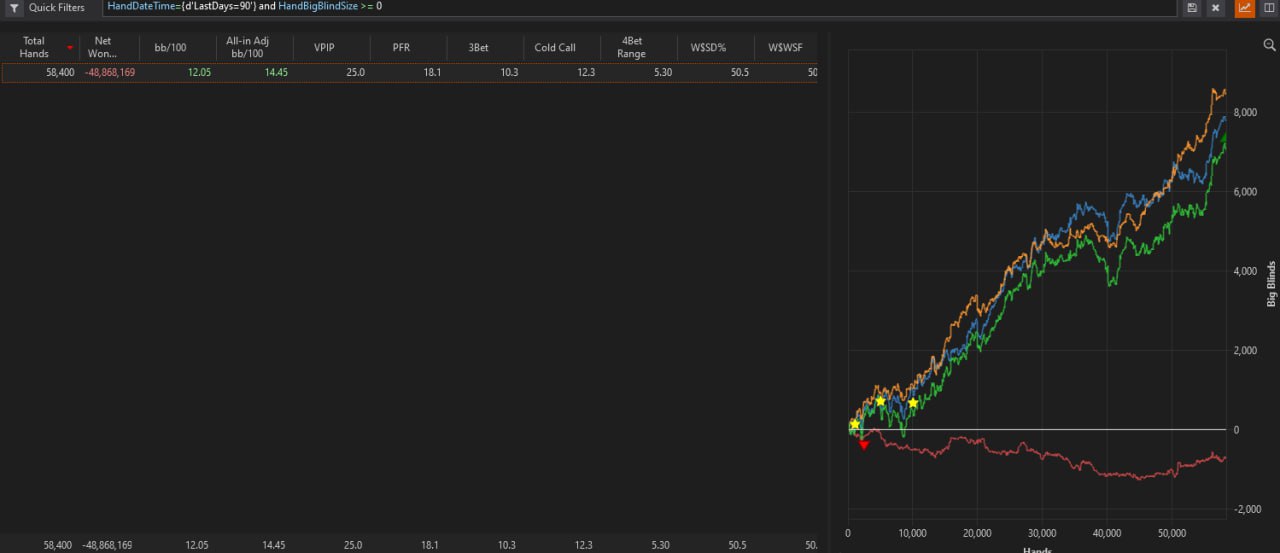 Quick Filters HandDateTime={d'LastDays=90'} and HandBigBlindSize >= 0
Total Hands Net Won... bb/100 All-in Adj bb/100 VPIP PFR 3Bet Cold Call 4Bet Range W$SD% W$WSF
58,400 -48,868,169 12.05 14.45 25.0 18.1 10.3 12.3 5.30 50.5 50
8,000
6,000
4,000
2,000
0
-2,000
Big Blinds
0 10,000 20,000 30,000 40,000 50,000
Hands
58,400 -48,868,169 12.05 14.45 25.0 18.1 10.3 12.3 5.30 50.5 50